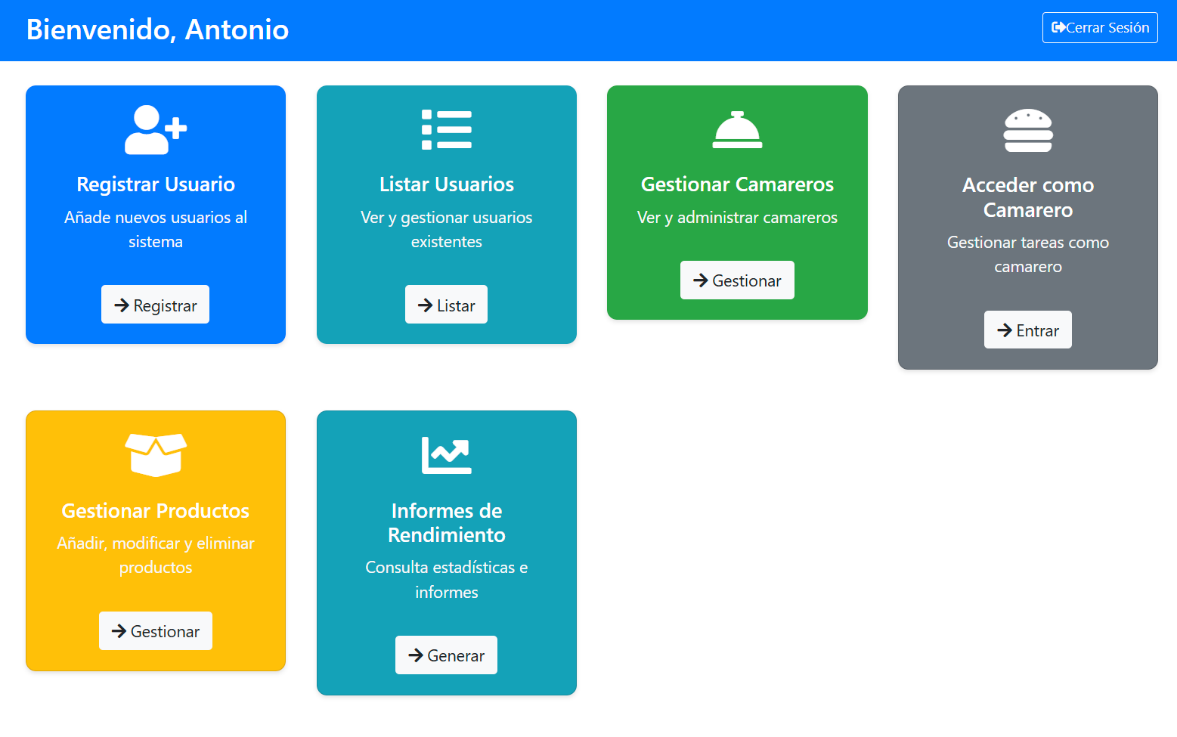 Bienvenido, Antonio
Cerrar Sesión
Registrar Usuario
Añade nuevos usuarios al
sistema
Registrar
Listar Usuarios
Ver y gestionar usuarios
existentes
Listar
Gestionar Camareros
Ver y administrar camareros
Gestionar
Acceder como
Camarero
Gestionar tareas como
camarero
Entrar
Gestionar Productos
Añadir, modificar y eliminar
productos
Gestionar
Informes de
Rendimiento
Consulta estadísticas e
informes
Generar